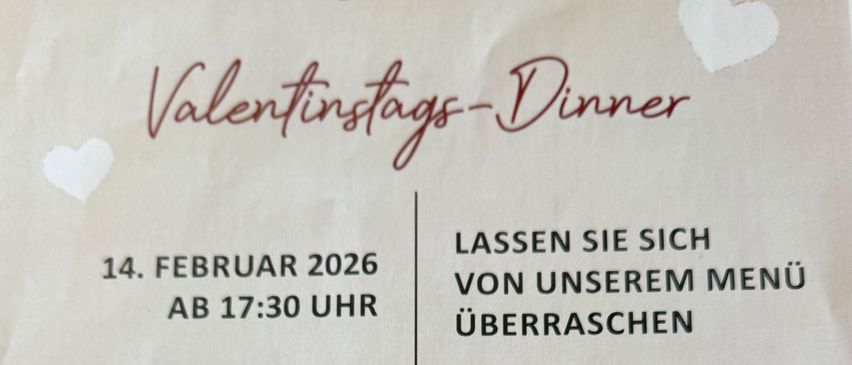 Valentinstags-Dinner
14. FEBRUAR 2026
AB 17:30 UHR
LASSEN SIE SICH
VON UNSEREM MENÜ
ÜBERRASCHEN